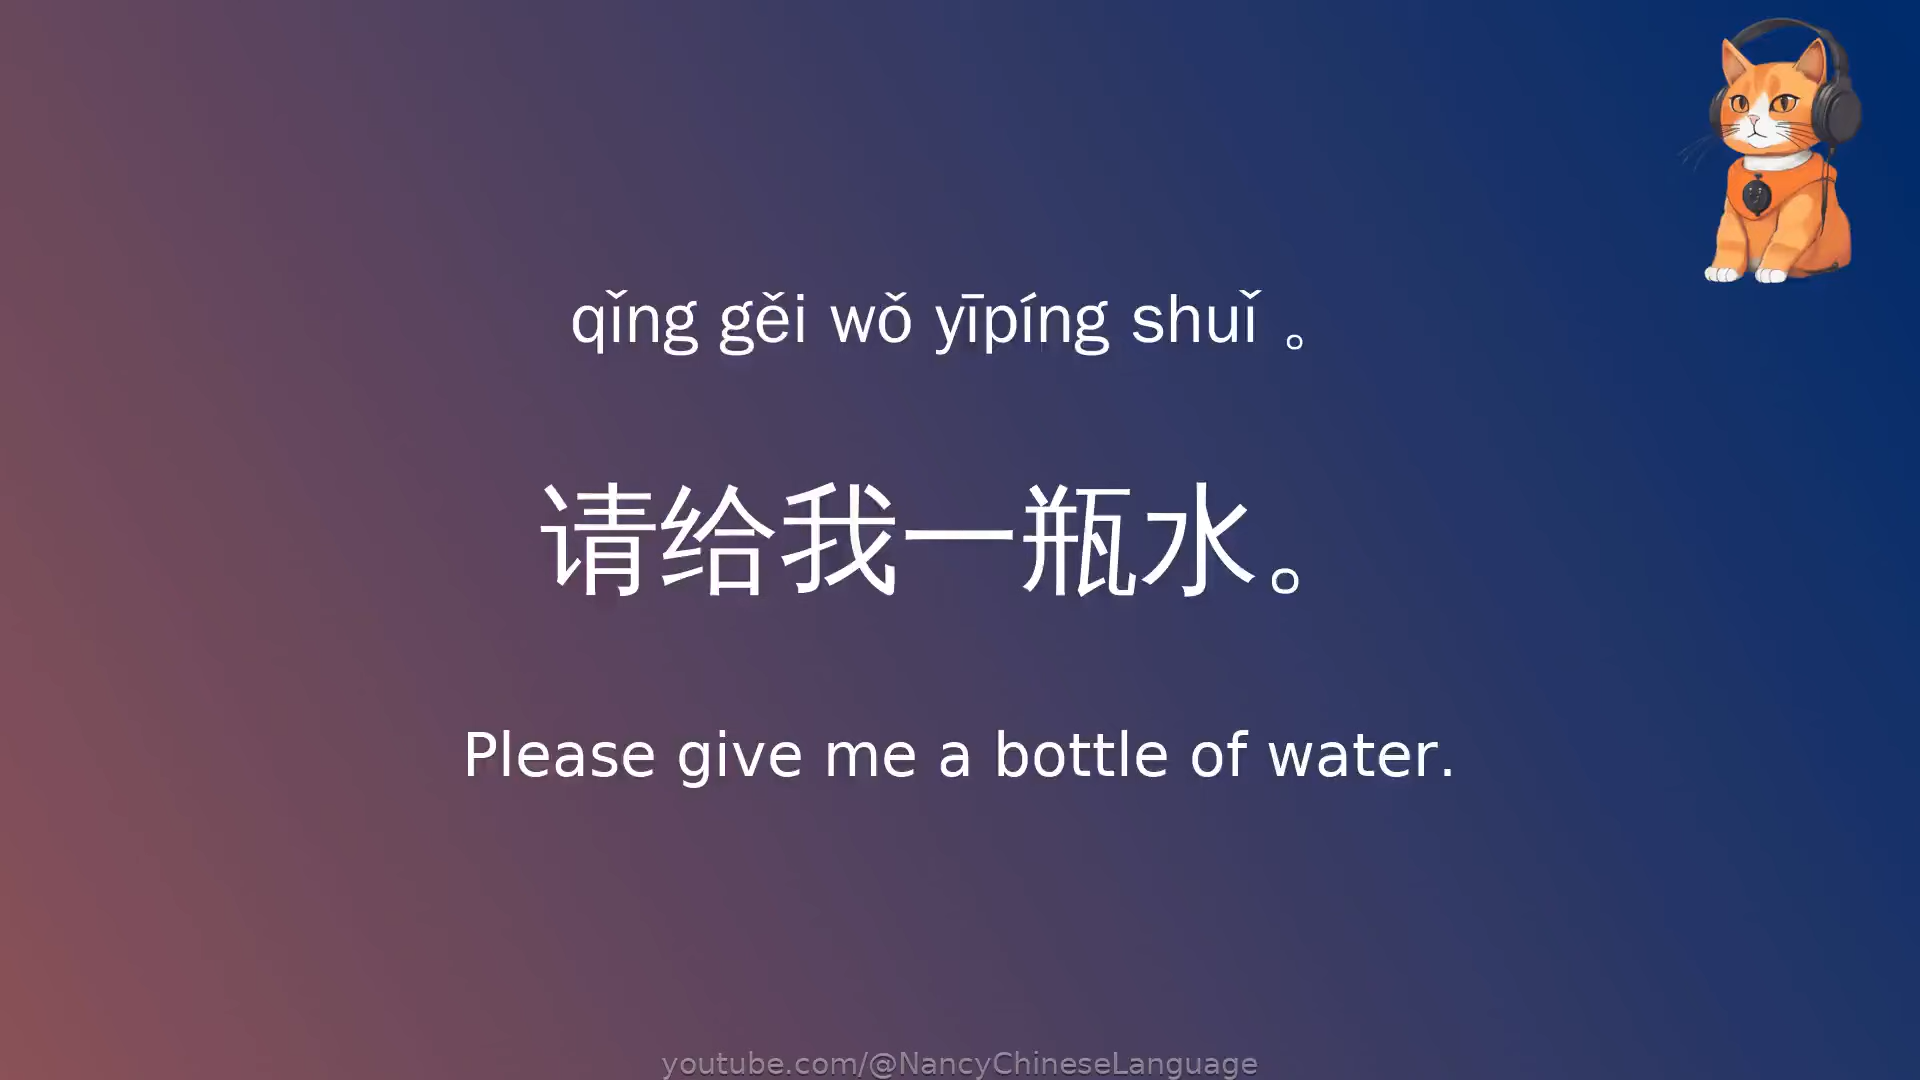 qǐng gěi wǒ yīpíng shuǐ 。
请给我一瓶水。
Please give me a bottle of water.
youtube.com/@NancyChineseLanguage